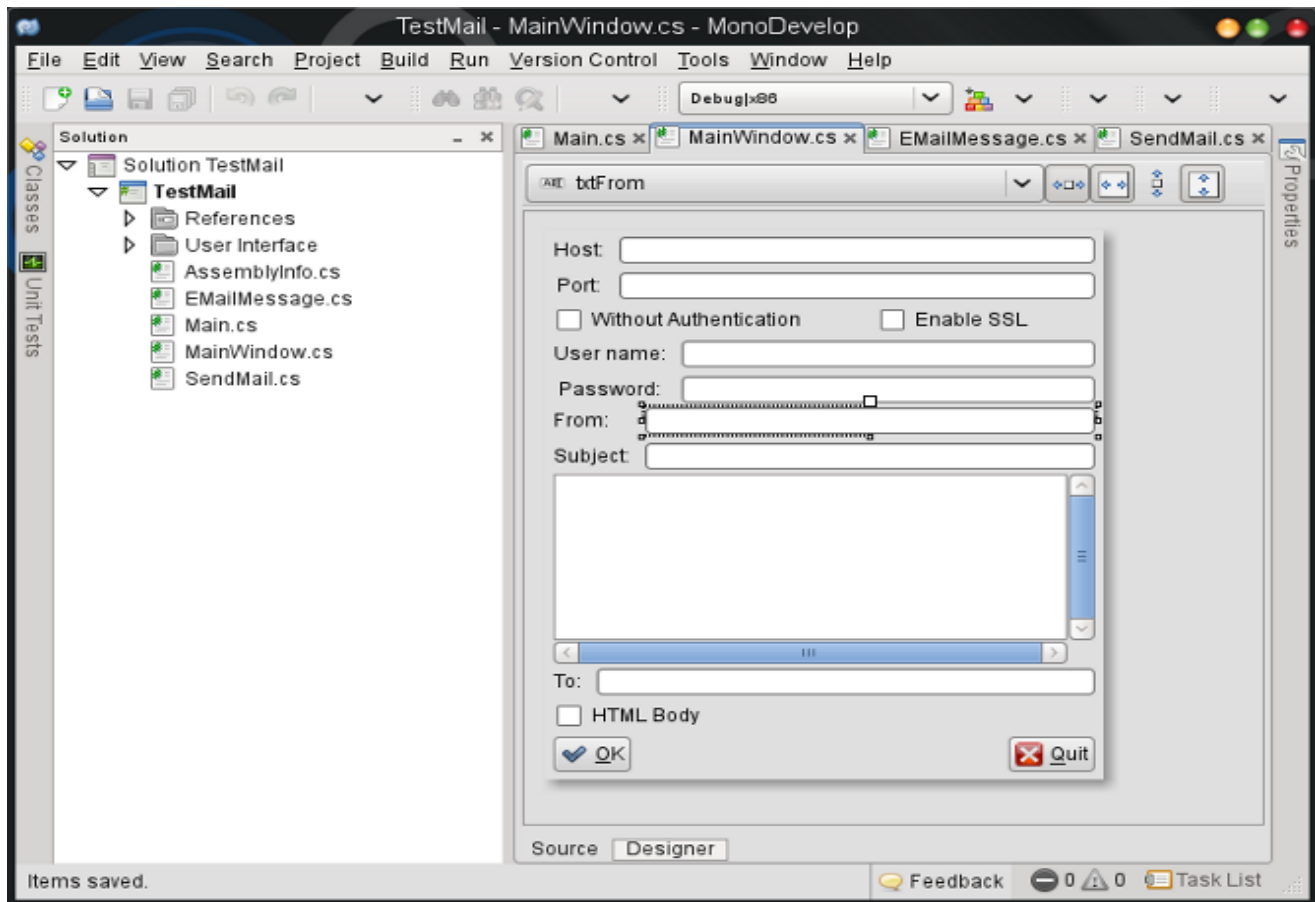 TestMail - MainWindow.cs - MonoDevelop
File Edit View Search Project Build Run Version Control Tools Window Help
Debug|x86
Classes
Unit Tests
Solution
Solution TestMail
TestMail
References
User Interface
AssemblyInfo.cs
EMailMessage.cs
Main.cs
MainWindow.cs
SendMail.cs
Main.cs MainWindow.cs EMailMessage.cs SendMail.cs
txtFrom
Host:
Port:
Without Authentication Enable SSL
User name:
Password:
From:
Subject:
To:
HTML Body
OK Quit
Source Designer
Properties
Items saved. Feedback 0 0 Task List